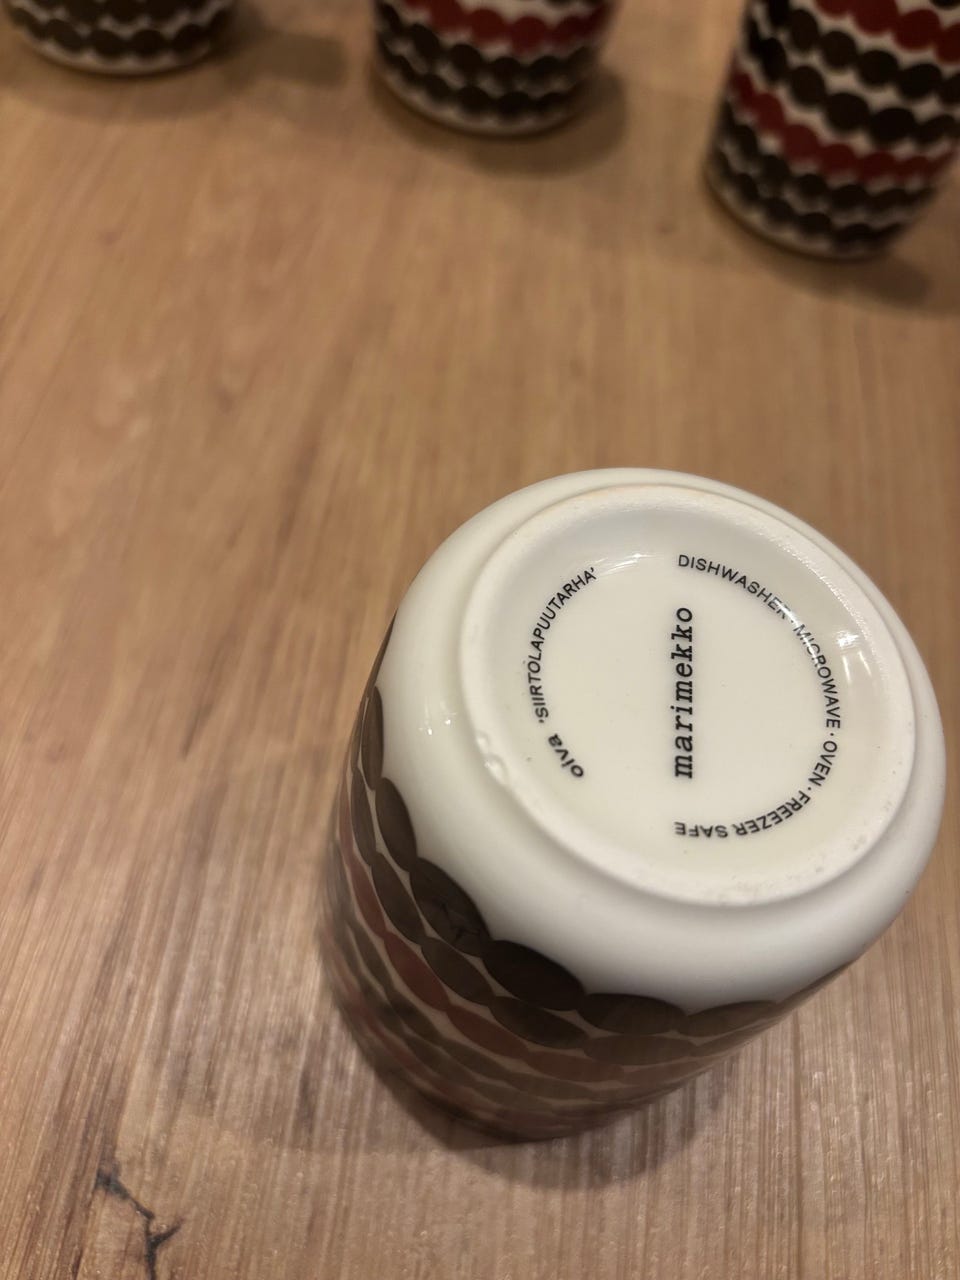 marimekko
oiva 'SIIRTOLAPUUTARHA'
DISHWASHER · MICROWAVE · OVEN · FREEZER SAFE